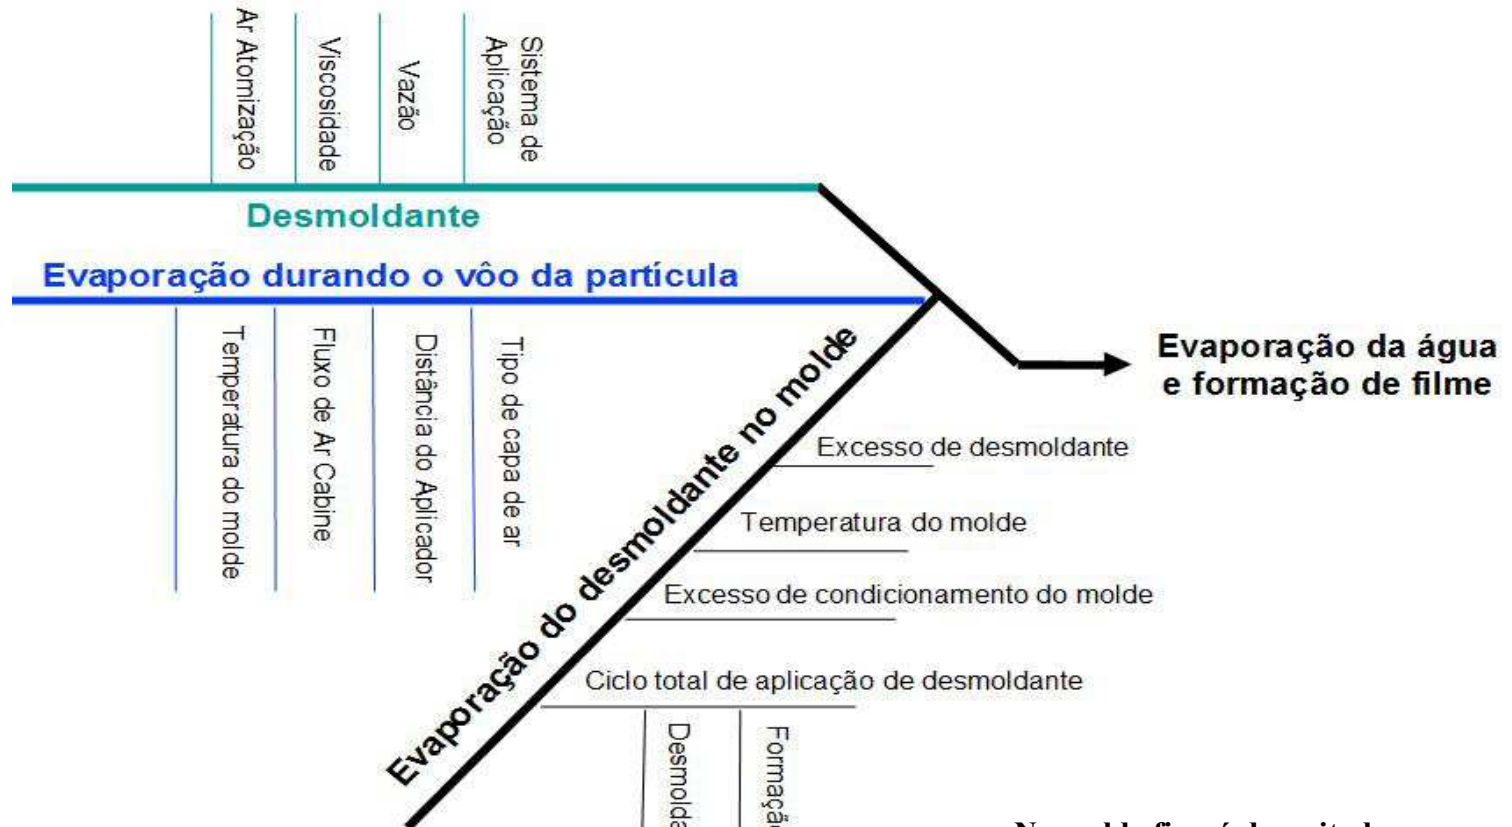 Ar Atomização
Viscosidade
Vazão
Sistema de
Aplicação
Desmoldante
Evaporação durando o vôo da partícula
Temperatura do molde
Fluxo de Ar Cabine
Distância do Aplicador
Tipo de capa de ar
Evaporação da água
e formação de filme
Evaporação do desmoldante no molde
Excesso de desmoldante
Temperatura do molde
Excesso de condicionamento do molde
Ciclo total de aplicação de desmoldante